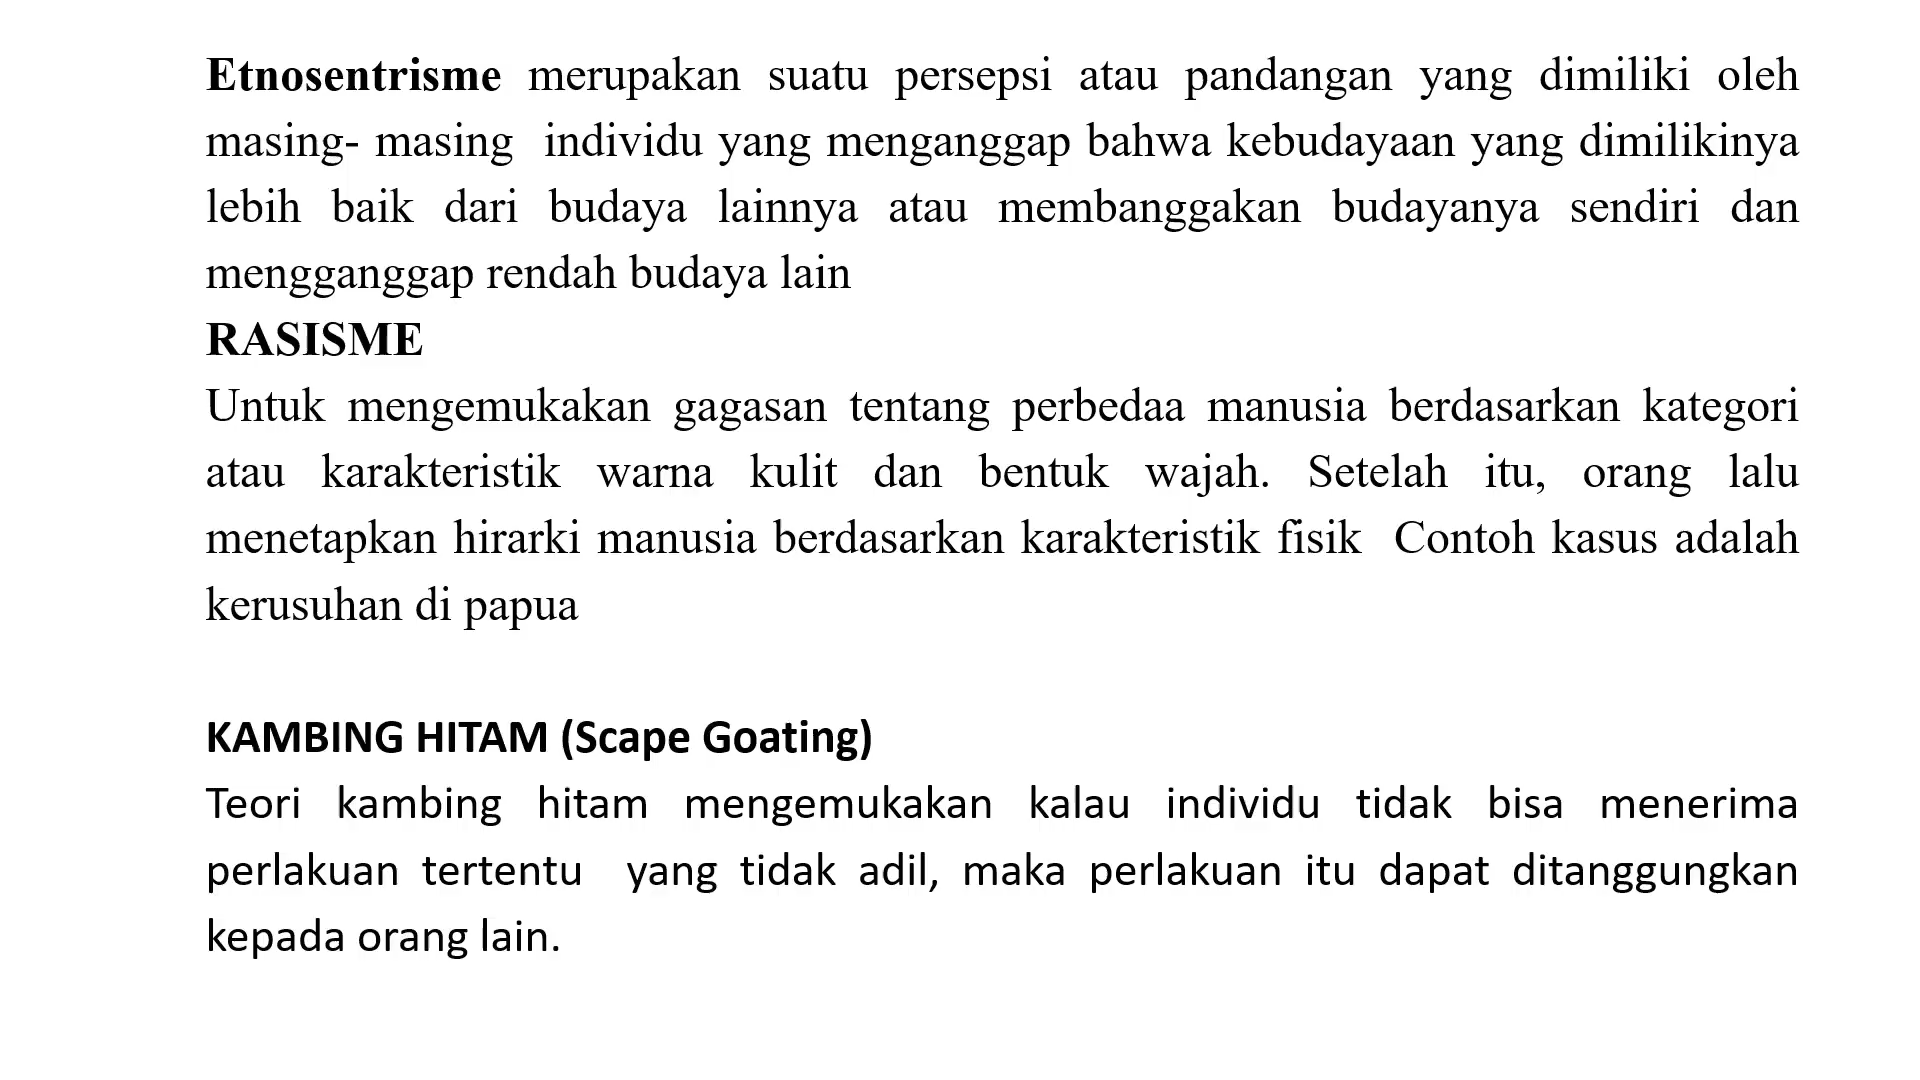 Etnosentrisme merupakan suatu persepsi atau pandangan yang dimiliki oleh
masing- masing individu yang menganggap bahwa kebudayaan yang dimilikinya
lebih baik dari budaya lainnya atau membanggakan budayanya sendiri dan
mengganggap rendah budaya lain
RASISME
Untuk mengemukakan gagasan tentang perbedaa manusia berdasarkan kategori
atau karakteristik warna kulit dan bentuk wajah. Setelah itu, orang lalu
menetapkan hirarki manusia berdasarkan karakteristik fisik Contoh kasus adalah
kerusuhan di papua
KAMBING HITAM (Scape Goating)
Teori kambing hitam mengemukakan kalau individu tidak bisa menerima
perlakuan tertentu yang tidak adil, maka perlakuan itu dapat ditanggungkan
kepada orang lain.